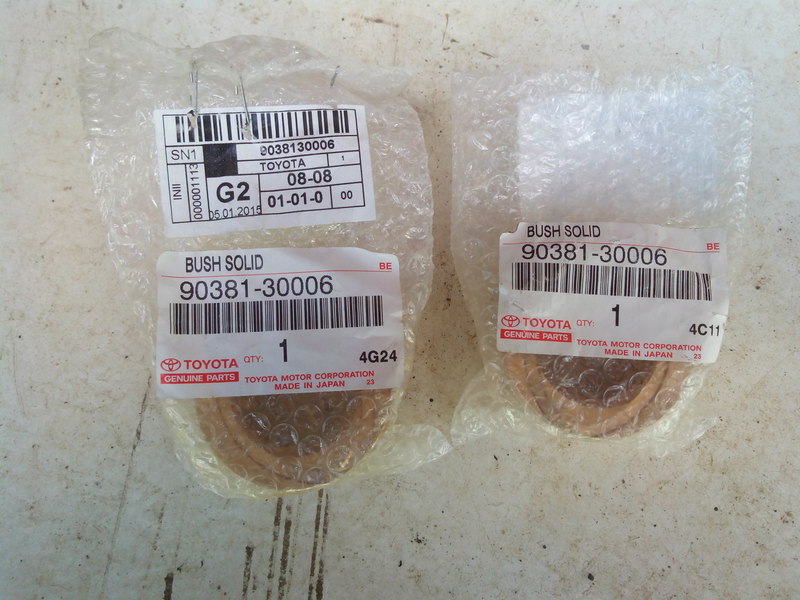 9038130006
SN1
TOYOTA 1
INII
000001113
G2
08-08
05.01.2015
01-01-0 00
BUSH SOLID
BE
90381-30006
TOYOTA
GENUINE PARTS
QTY: 1
4G24
TOYOTA MOTOR CORPORATION
MADE IN JAPAN 23
BUSH SOLID
BE
90381-30006
TOYOTA
GENUINE PARTS
QTY: 1
4C11
TOYOTA MOTOR CORPORATION
MADE IN JAPAN 23